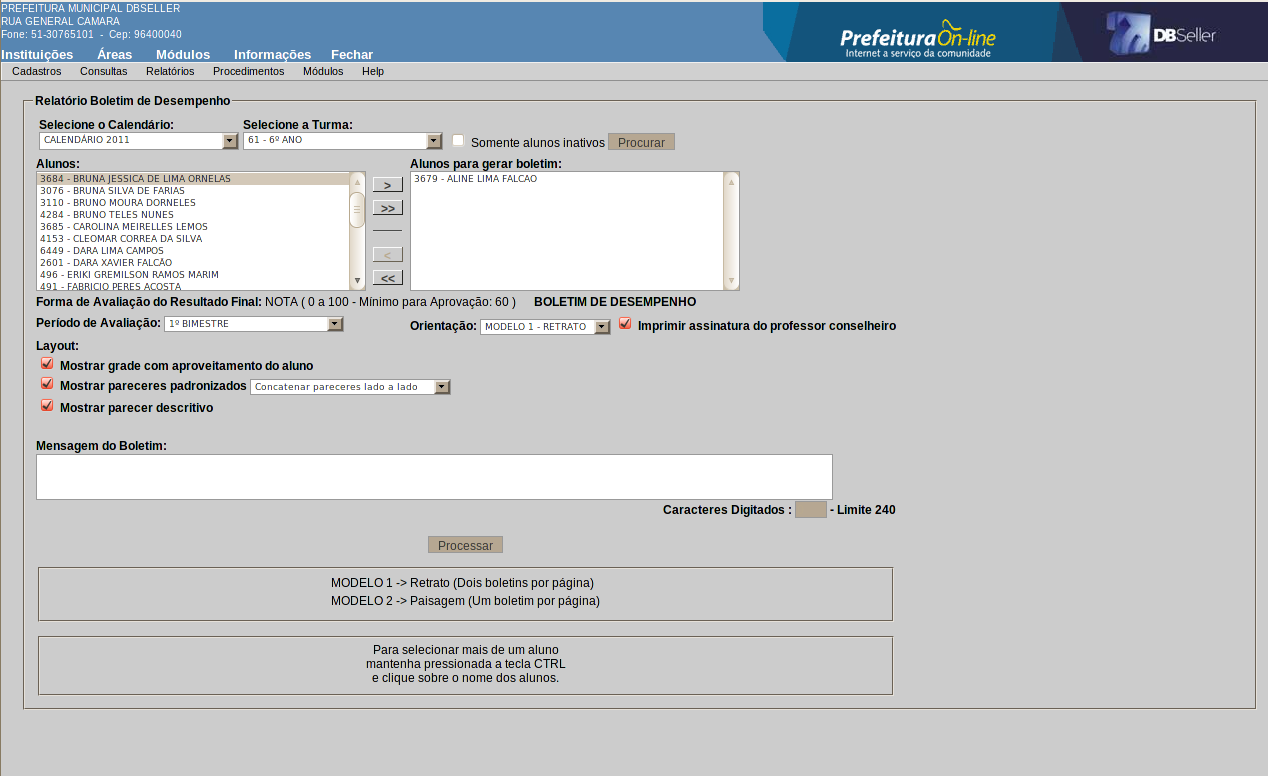 PREFEITURA MUNICIPAL DBSELLER
RUA GENERAL CAMARA
Fone: 51-30765101 - Cep: 96400040
PrefeituraOn-line
Internet a serviço da comunidade
DBSeller
Instituições Áreas Módulos Informações Fechar
Cadastros Consultas Relatórios Procedimentos Módulos Help
Relatório Boletim de Desempenho
Selecione o Calendário: Selecione a Turma:
CALENDÁRIO 2011 61 - 6º ANO Somente alunos inativos Procurar
Alunos: Alunos para gerar boletim:
3684 - BRUNA JESSICA DE LIMA ORNELAS > 3679 - ALINE LIMA FALCAO
3076 - BRUNA SILVA DE FARIAS
3110 - BRUNO MOURA DORNELES >>
4284 - BRUNO TELES NUNES
3685 - CAROLINA MEIRELLES LEMOS
4153 - CLEOMAR CORREA DA SILVA
6449 - DARA LIMA CAMPOS <
2601 - DARA XAVIER FALCÃO
496 - ERIKI GREMILSON RAMOS MARIM <<
491 - FABRICIO PERES ACOSTA
Forma de Avaliação do Resultado Final: NOTA ( 0 a 100 - Mínimo para Aprovação: 60 ) BOLETIM DE DESEMPENHO
Período de Avaliação: 1º BIMESTRE Orientação: MODELO 1 - RETRATO Imprimir assinatura do professor conselheiro
Layout:
Mostrar grade com aproveitamento do aluno
Mostrar pareceres padronizados Concatenar pareceres lado a lado
Mostrar parecer descritivo
Mensagem do Boletim:
Caracteres Digitados : - Limite 240
Processar
MODELO 1 -> Retrato (Dois boletins por página)
MODELO 2 -> Paisagem (Um boletim por página)
Para selecionar mais de um aluno
mantenha pressionada a tecla CTRL
e clique sobre o nome dos alunos.